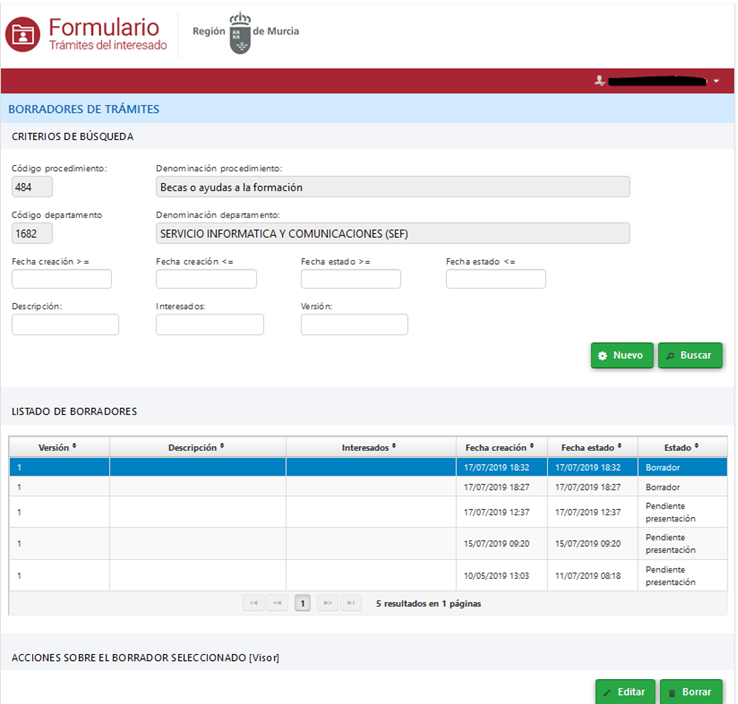 Formulario
Trámites del interesado
Región de Murcia
BORRADORES DE TRÁMITES
CRITERIOS DE BÚSQUEDA
Código procedimiento: Denominación procedimiento:
484 Becas o ayudas a la formación
Código departamento Denominación departamento:
1682 SERVICIO INFORMATICA Y COMUNICACIONES (SEF)
Fecha creación >= Fecha creación <= Fecha estado >= Fecha estado <=
Descripción: Interesados: Versión:
Nuevo Buscar
LISTADO DE BORRADORES
Versión Descripción Interesados Fecha creación Fecha estado Estado
1 17/07/2019 18:32 17/07/2019 18:32 Borrador
1 17/07/2019 18:27 17/07/2019 18:27 Borrador
1 17/07/2019 12:37 17/07/2019 12:37 Pendiente presentación
1 15/07/2019 09:20 15/07/2019 09:20 Pendiente presentación
1 10/05/2019 13:03 11/07/2019 08:18 Pendiente presentación
1 5 resultados en 1 páginas
ACCIONES SOBRE EL BORRADOR SELECCIONADO [Visor]
Editar Borrar